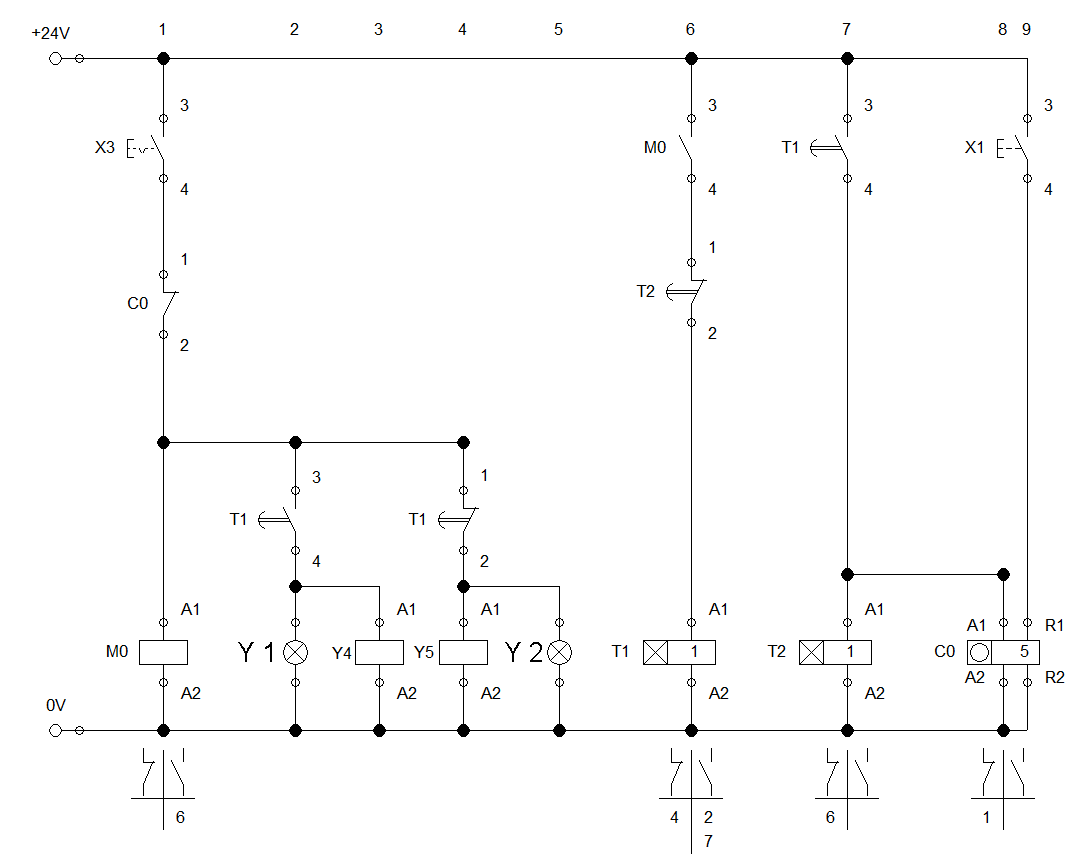 +24V 1 2 3 4 5 6 7 8 9
3 3 3 3
X3 M0 T1 X1
4 4 4 4
1 1
C0 T2
2 2
3 1
T1 T1
4 2
A1 A1 A1 A1 A1 A1 R1
M0 Y 1 Y4 Y5 Y 2 T1 1 T2 1 C0 5
A2 A2 A2 A2 A2 A2 R2
0V
6 4 2 6 1
7